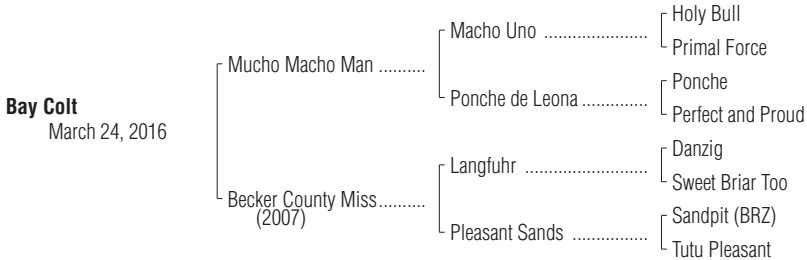 Bay Colt
March 24, 2016
Mucho Macho Man ..........
Becker County Miss..........
(2007)
Macho Uno ......................
Ponche de Leona ..............
Langfuhr ..........................
Pleasant Sands ................
Holy Bull
Primal Force
Ponche
Perfect and Proud
Danzig
Sweet Briar Too
Sandpit (BRZ)
Tutu Pleasant